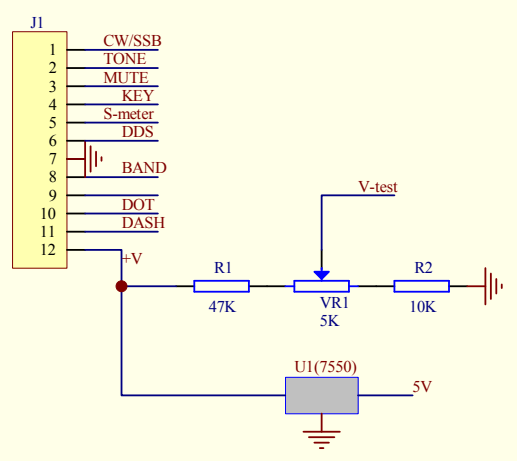 J1
1 CW/SSB
2 TONE
3 MUTE
4 KEY
5 S-meter
6 DDS
7
8 BAND
9
10 DOT
11 DASH
12
+V
V-test
R1
47K
VR1
5K
R2
10K
U1(7550)
5V